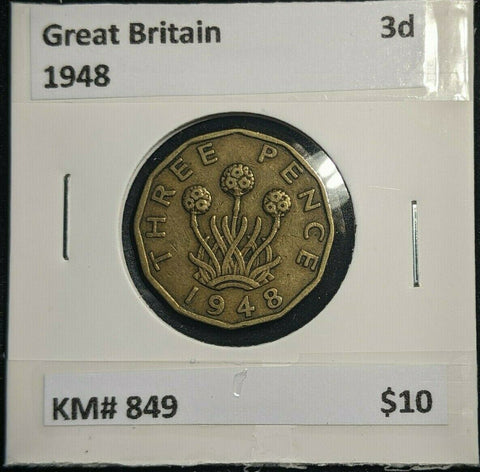 Great Britain 3d
1948
THREE PENCE
1948
KM# 849 $10